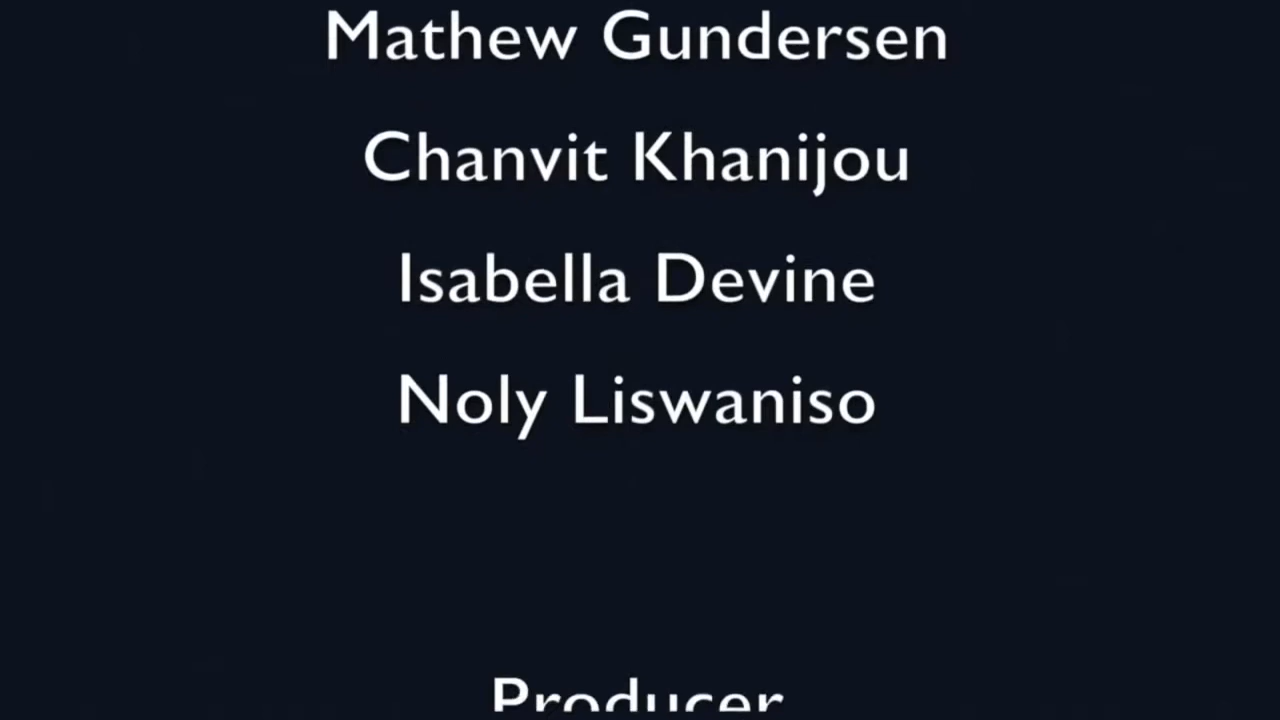 Mathew Gundersen
Chanvit Khanijou
Isabella Devine
Noly Liswaniso
Producer